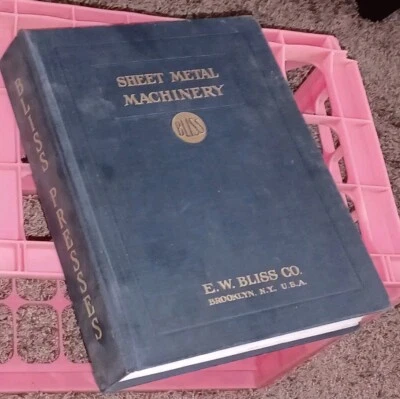 SHEET METAL
MACHINERY
BLISS
E.W. BLISS CO.
BROOKLYN, N.Y. U.S.A.
BLISS PRESSES